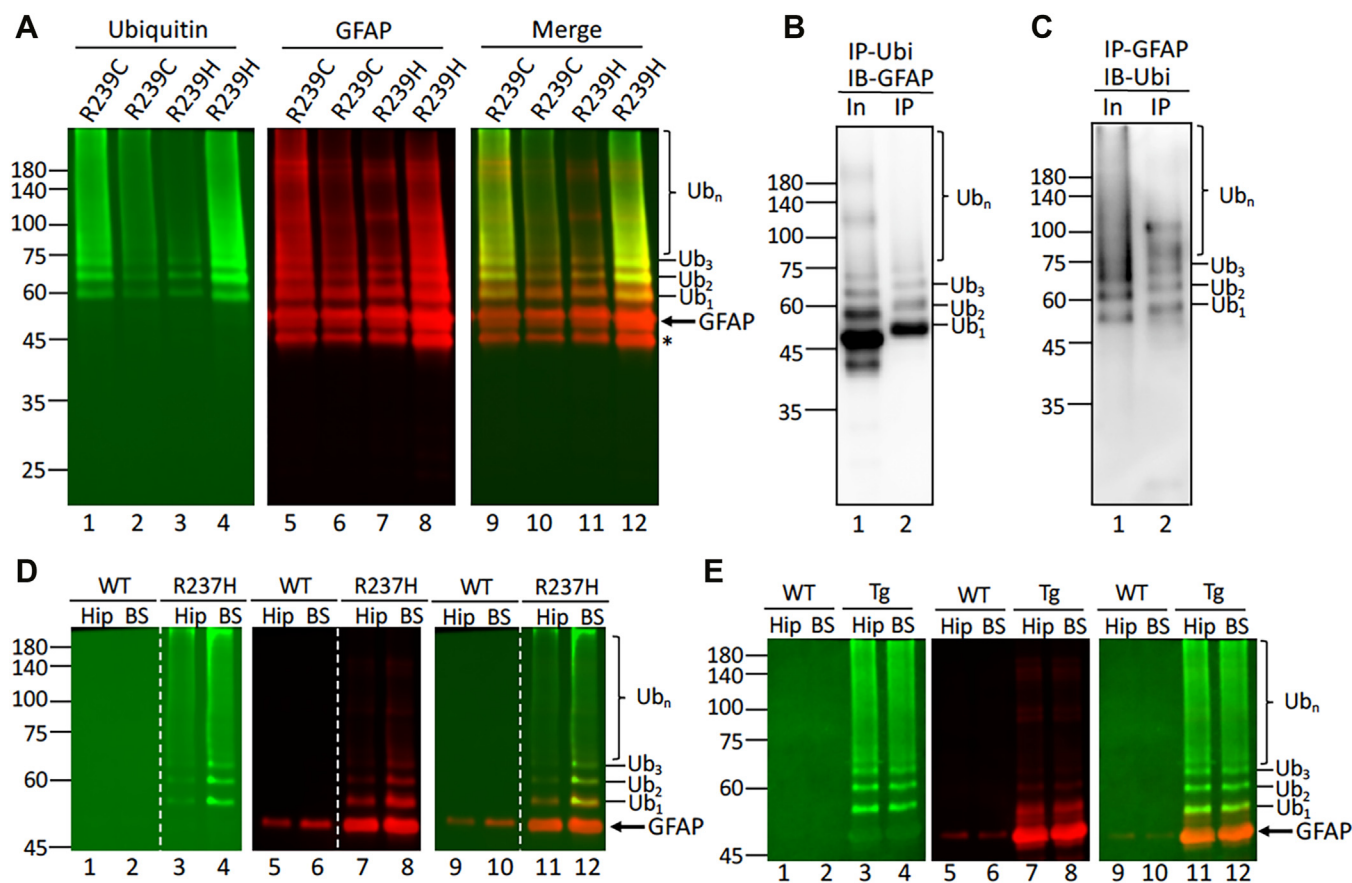 A
Ubiquitin GFAP Merge
R239C R239C R239H R239H R239C R239C R239H R239H R239C R239C R239H R239H
180
140
100
75
60
45
35
25
Ubn
Ub3
Ub2
Ub1
GFAP
*
1 2 3 4 5 6 7 8 9 10 11 12
B
IP-Ubi
IB-GFAP
In IP
180
140
100
75
60
45
35
Ubn
Ub3
Ub2
Ub1
1 2
C
IP-GFAP
IB-Ubi
In IP
180
140
100
75
60
45
35
Ubn
Ub3
Ub2
Ub1
1 2
D
WT R237H WT R237H WT R237H
Hip BS Hip BS Hip BS Hip BS Hip BS Hip BS
180
140
100
75
60
45
Ubn
Ub3
Ub2
Ub1
GFAP
1 2 3 4 5 6 7 8 9 10 11 12
E
WT Tg WT Tg WT Tg
Hip BS Hip BS Hip BS Hip BS Hip BS Hip BS
180
140
100
75
60
45
Ubn
Ub3
Ub2
Ub1
GFAP
1 2 3 4 5 6 7 8 9 10 11 12